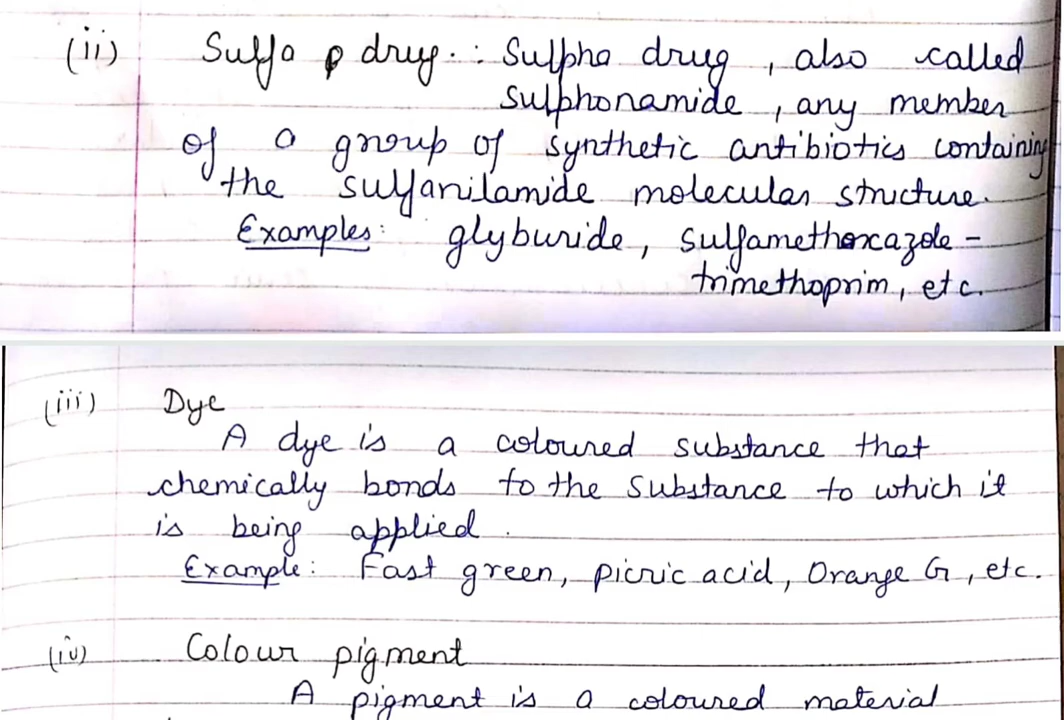 (ii) Sulfa drug. : Sulpha drug, also called
sulphonamide, any member
of a group of synthetic antibiotics containing
the sulfanilamide molecular structure.
Examples: glyburide, sulfamethoxazole -
trimethoprim, etc.
(iii) Dye
A dye is a coloured substance that
chemically bonds to the substance to which it
is being applied.
Example: Fast green, picric acid, Orange G, etc.
(iv) Colour pigment
A pigment is a coloured material